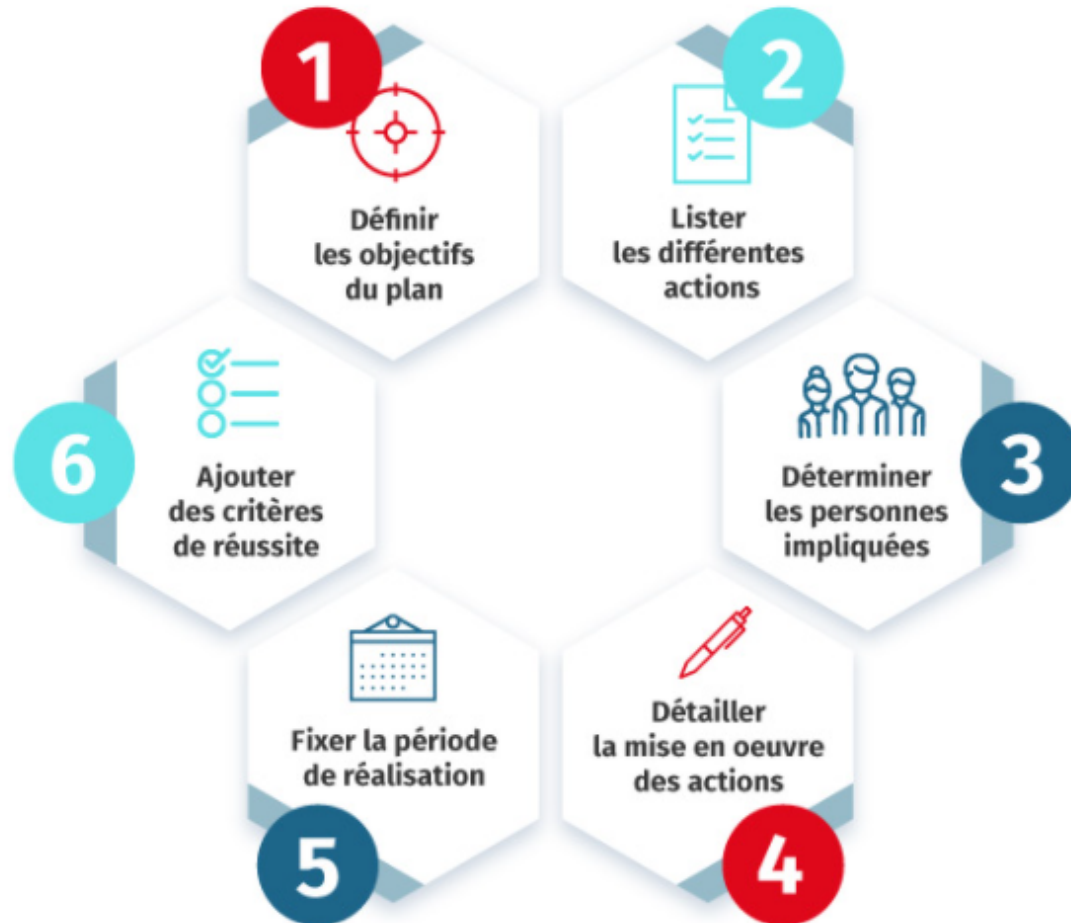 1
Définir
les objectifs
du plan
2
Lister
les différentes
actions
3
Déterminer
les personnes
impliquées
4
Détailler
la mise en oeuvre
des actions
5
Fixer la période
de réalisation
6
Ajouter
des critères
de réussite